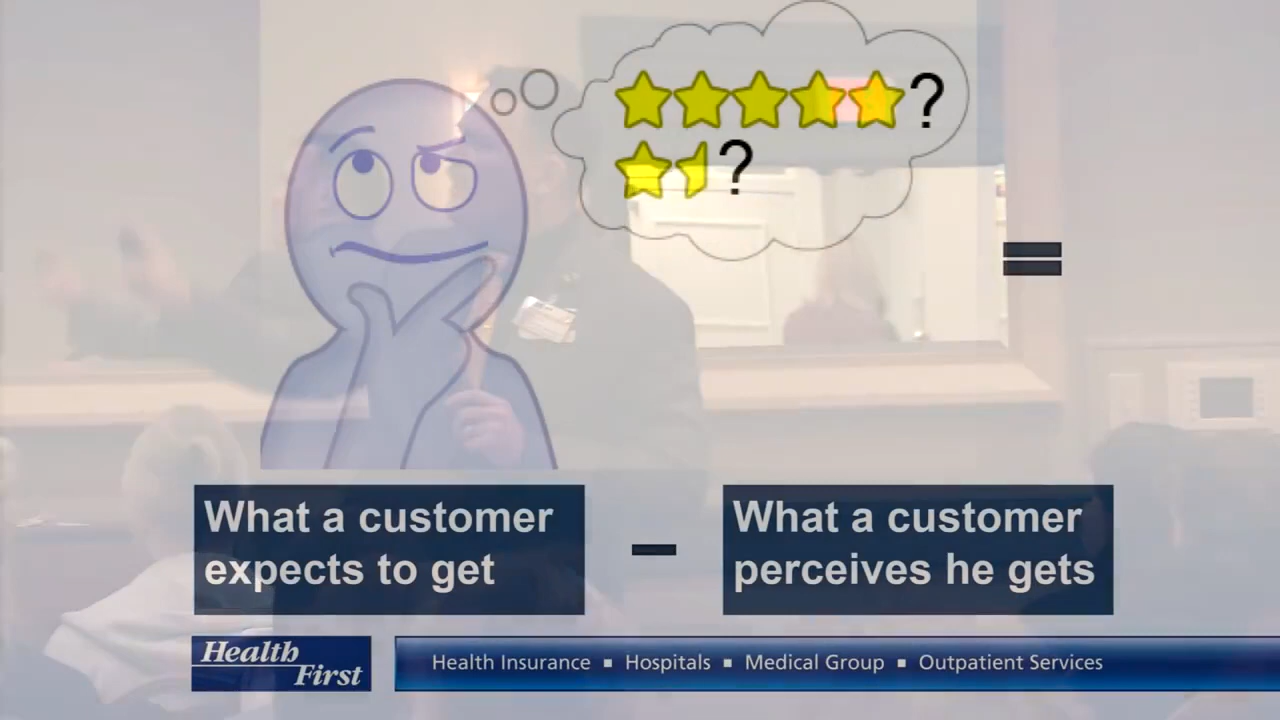 ?
?
=
What a customer
expects to get
-
What a customer
perceives he gets
Health
First
Health Insurance ▪ Hospitals ▪ Medical Group ▪ Outpatient Services